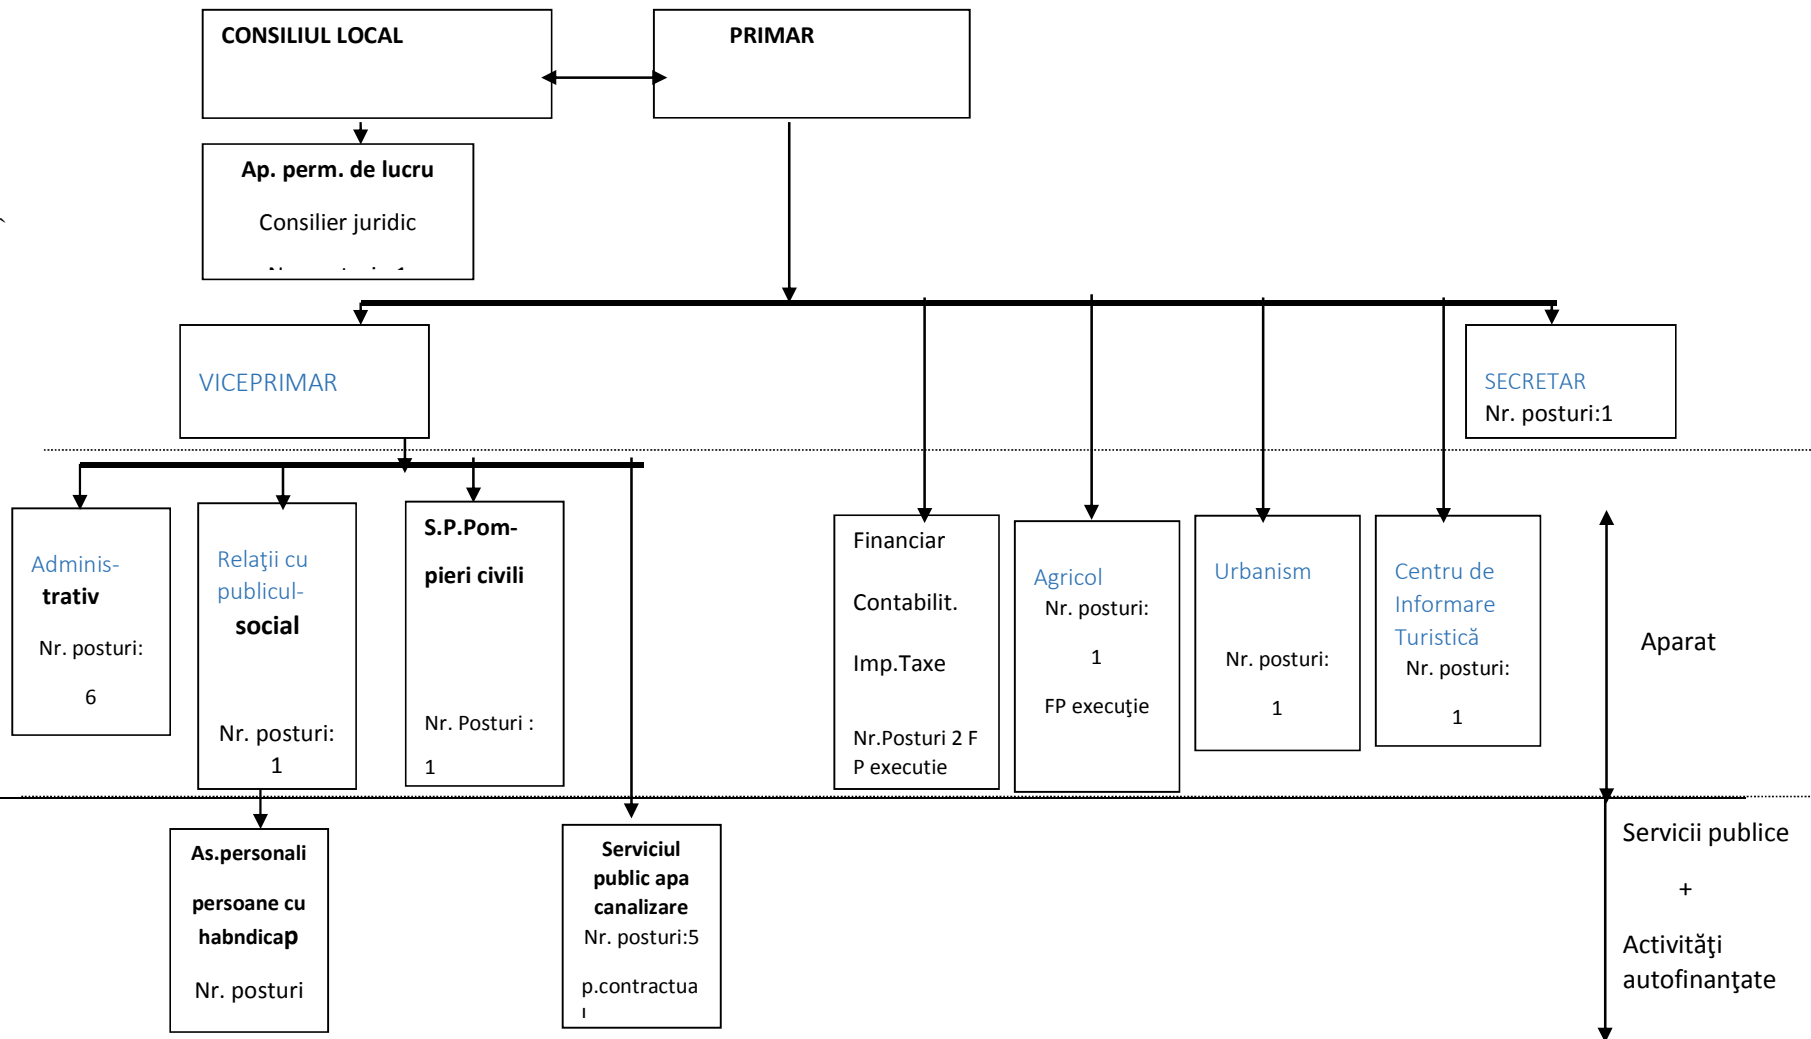 CONSILIUL LOCAL
PRIMAR
Ap. perm. de lucru
Consilier juridic
`
VICEPRIMAR
SECRETAR
Nr. posturi:1
Adminis-
trativ
Nr. posturi:
6
Relaţii cu
publicul-
social
Nr. posturi:
1
S.P.Pom-
pieri civili
Nr. Posturi :
1
Financiar
Contabilit.
Imp.Taxe
Nr.Posturi 2 F
P executie
Agricol
Nr. posturi:
1
FP execuţie
Urbanism
Nr. posturi:
1
Centru de
Informare
Turistică
Nr. posturi:
1
Aparat
As.personali
persoane cu
habndicap
Nr. posturi
Serviciul
public apa
canalizare
Nr. posturi:5
p.contractua
Servicii publice
+
Activităţi
autofinanţate